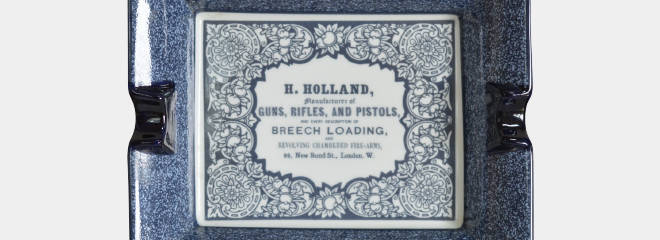 H. HOLLAND,
Manufacturer of
GUNS, RIFLES, AND PISTOLS,
AND EVERY DESCRIPTION OF
BREECH LOADING,
AND
REVOLVING CHAMBERED FIRE-ARMS,
98, New Bond St., London. W.